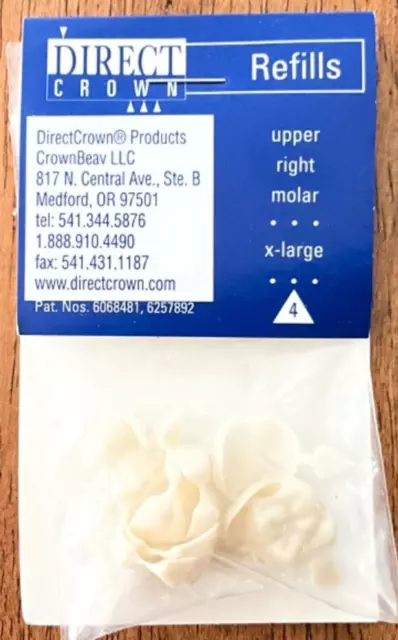 DIRECT
CROWN
Refills
DirectCrown® Products
CrownBeav LLC
817 N. Central Ave., Ste. B
Medford, OR 97501
tel: 541.344.5876
1.888.910.4490
fax: 541.431.1187
www.directcrown.com
Pat. Nos. 6068481, 6257892
upper
right
molar
• • •
x-large
• • •
4